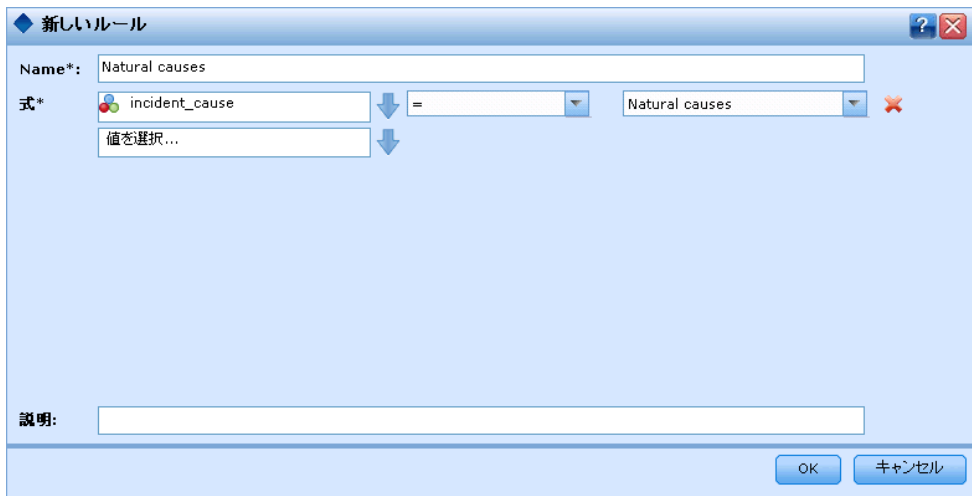 新しいルール ?
Name*: Natural causes
式* incident_cause = Natural causes
値を選択...
説明:
OK キャンセル